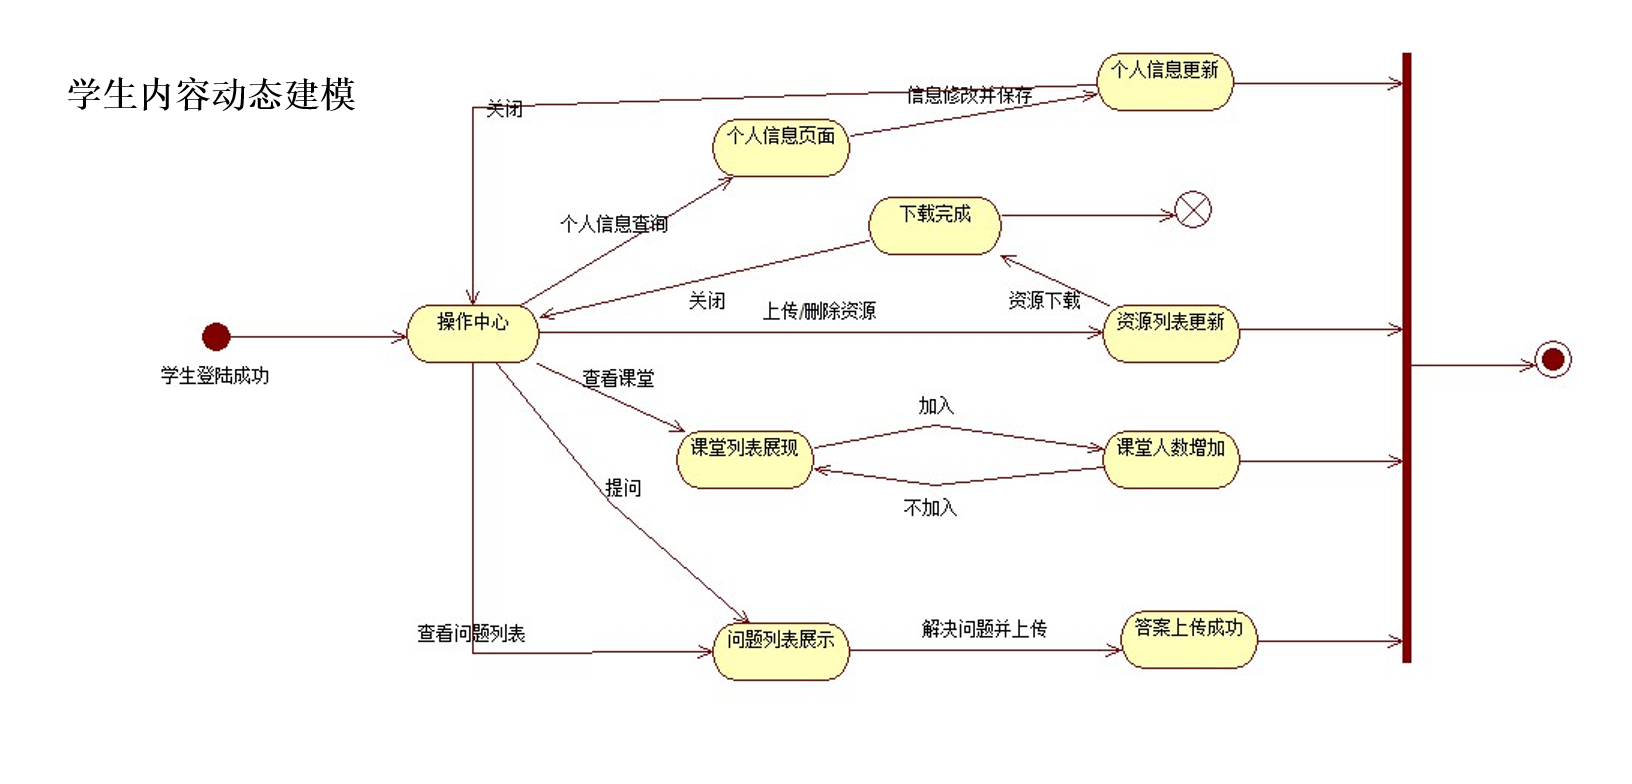 学生内容动态建模
个人信息更新
信息修改并保存
关闭
个人信息页面
下载完成
个人信息查询
关闭
资源下载
上传/删除资源
操作中心
资源列表更新
学生登陆成功
查看课堂
加入
课堂列表展现
课堂人数增加
提问
不加入
查看问题列表
问题列表展示
解决问题并上传
答案上传成功